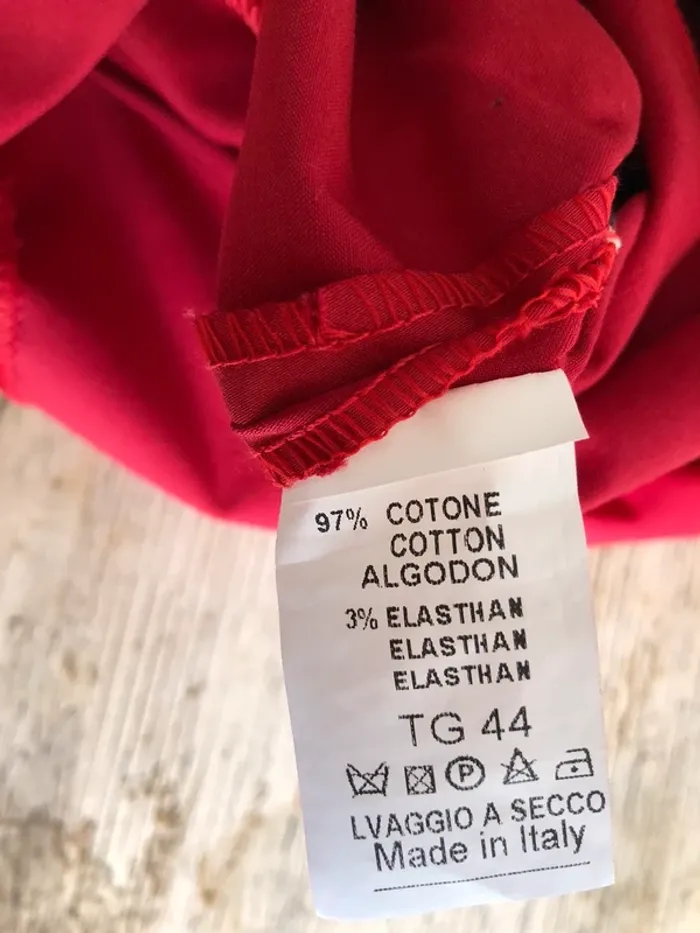 97% COTONE
COTTON
ALGODON
3% ELASTHAN
ELASTHAN
ELASTHAN
TG 44
P
LVAGGIO A SECCO
Made in Italy